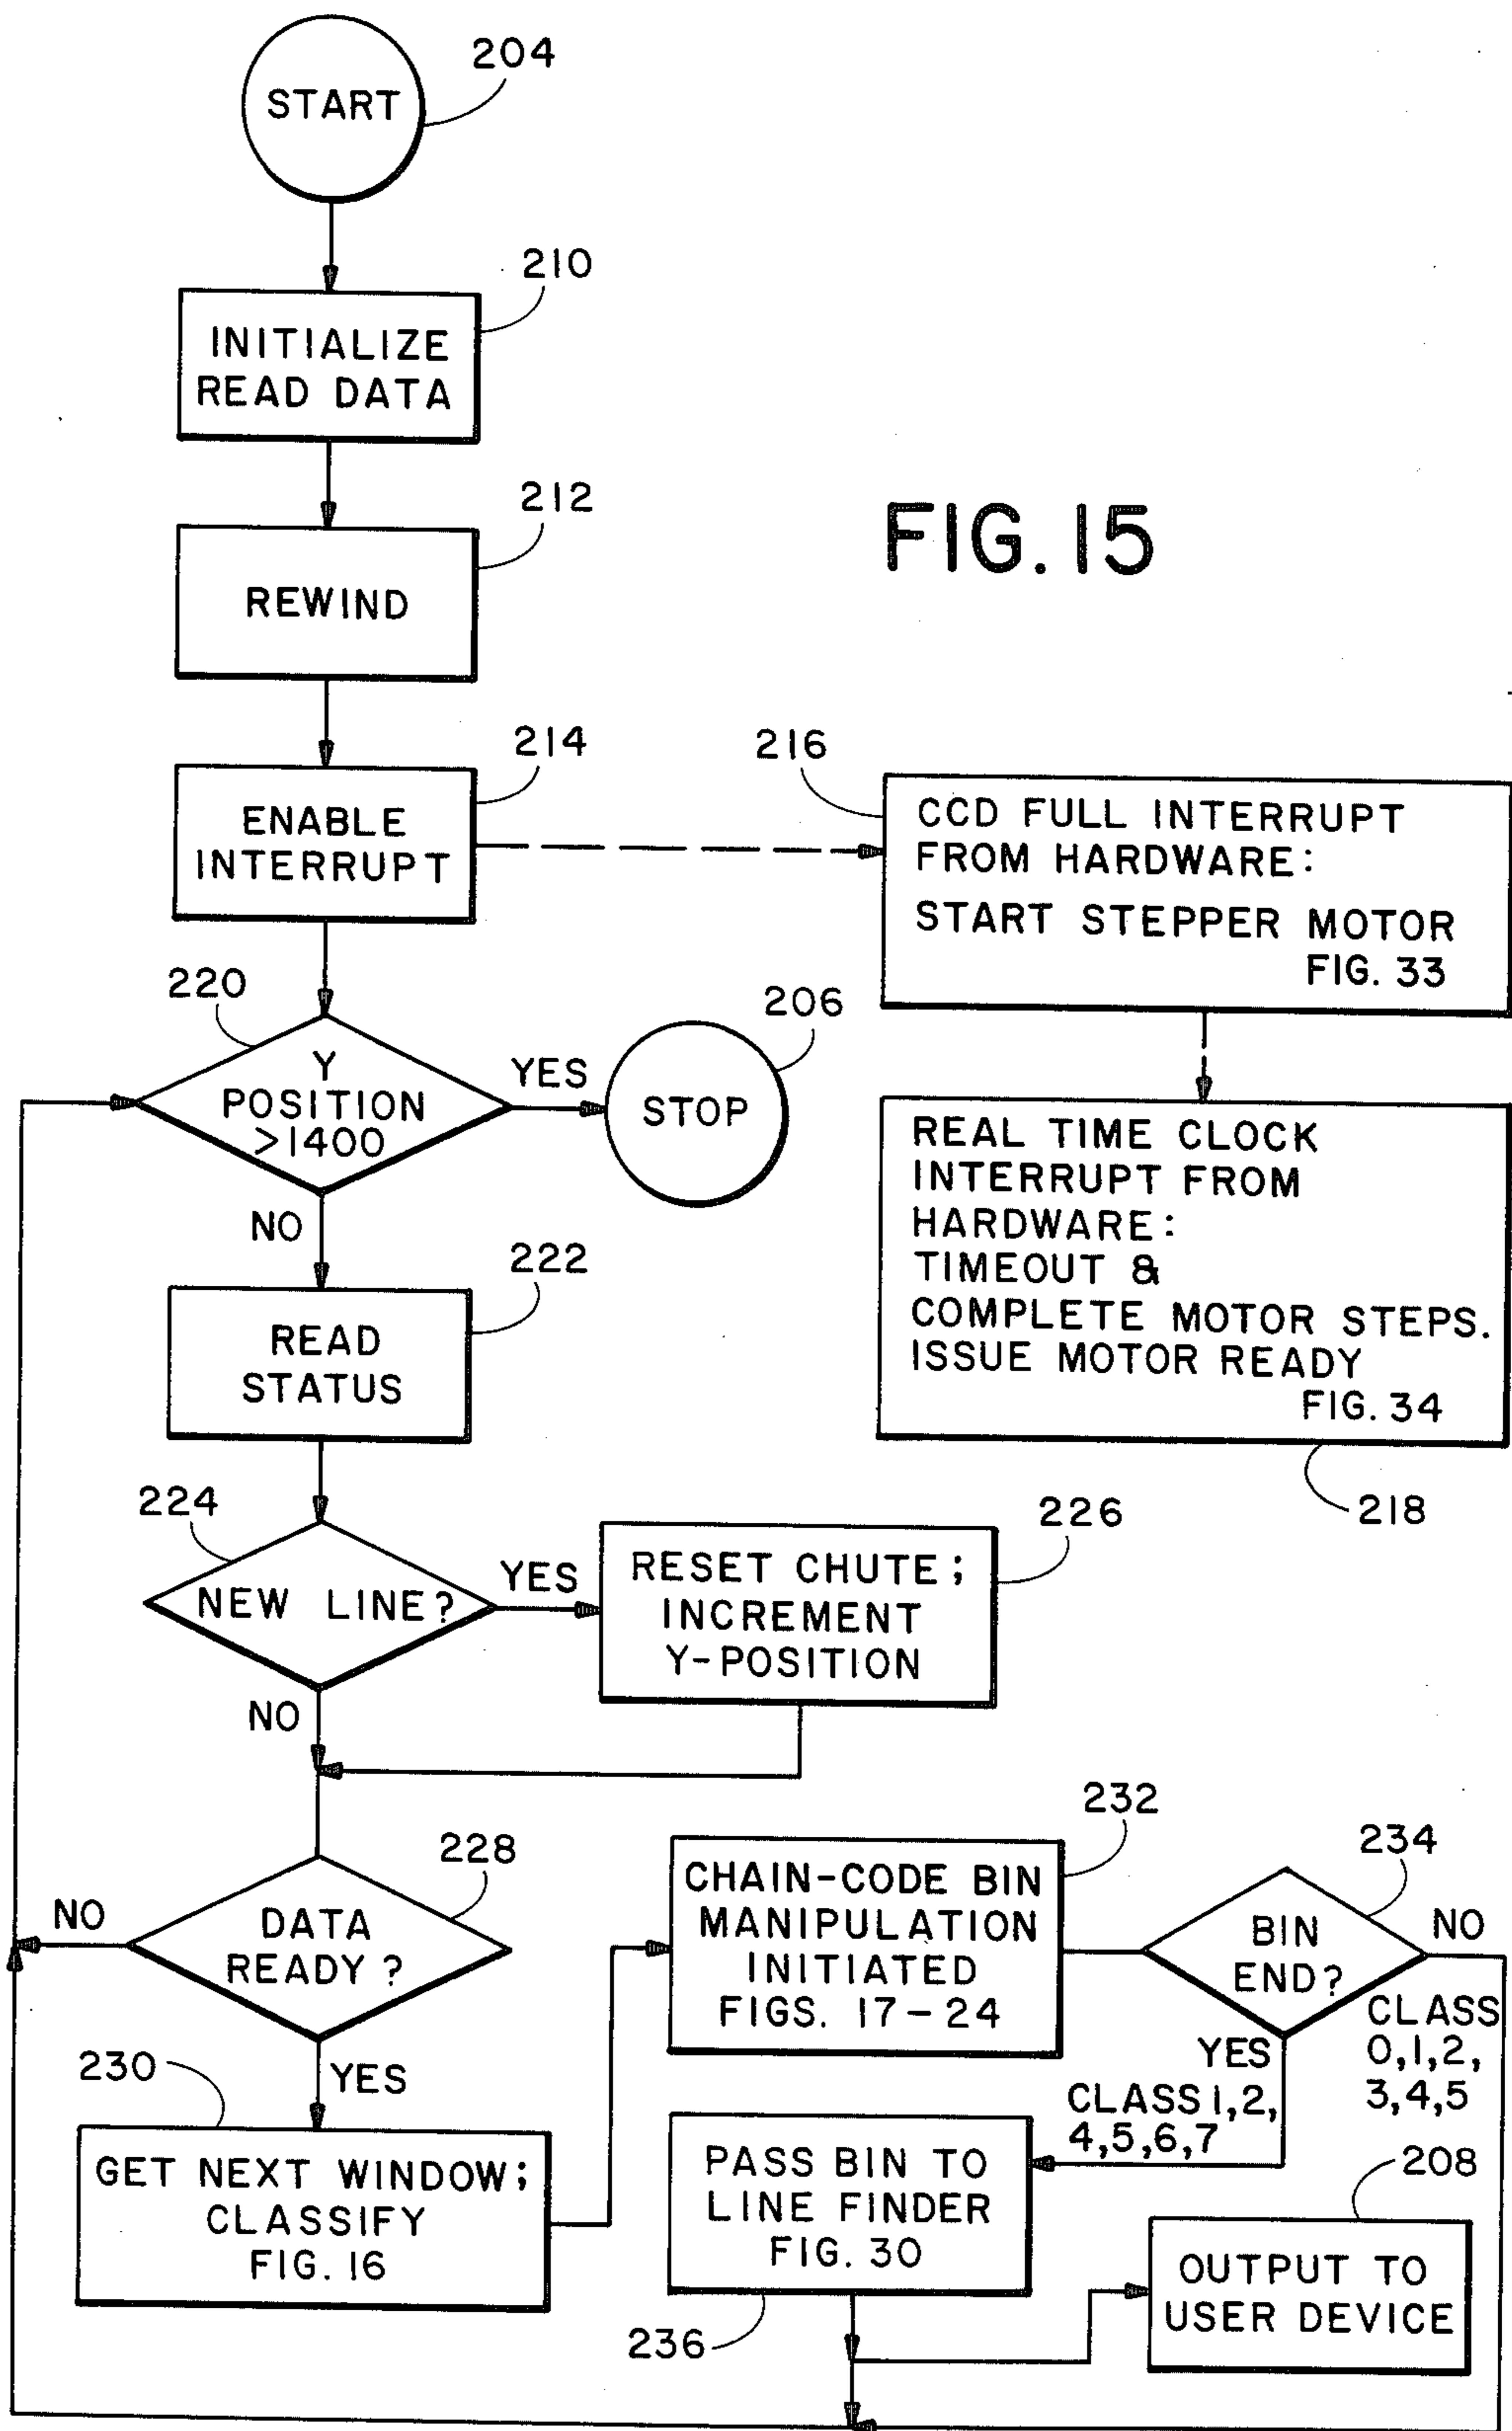 204
START
210
INITIALIZE
READ DATA
212
REWIND
FIG. 15
214
ENABLE
INTERRUPT
216
CCD FULL INTERRUPT
FROM HARDWARE:
START STEPPER MOTOR
FIG. 33
220
Y
POSITION
>1400
YES
206
STOP
NO
REAL TIME CLOCK
INTERRUPT FROM
HARDWARE:
TIMEOUT &
COMPLETE MOTOR STEPS.
ISSUE MOTOR READY
FIG. 34
218
222
READ
STATUS
224
NEW LINE?
YES
226
RESET CHUTE;
INCREMENT
Y-POSITION
NO
228
DATA
READY?
NO
YES
230
GET NEXT WINDOW;
CLASSIFY
FIG. 16
232
CHAIN-CODE BIN
MANIPULATION
INITIATED
FIGS. 17-24
234
BIN
END?
NO
CLASS
0,1,2,
3,4,5
YES
CLASS 1,2,
4,5,6,7
PASS BIN TO
LINE FINDER
FIG. 30
236
208
OUTPUT TO
USER DEVICE